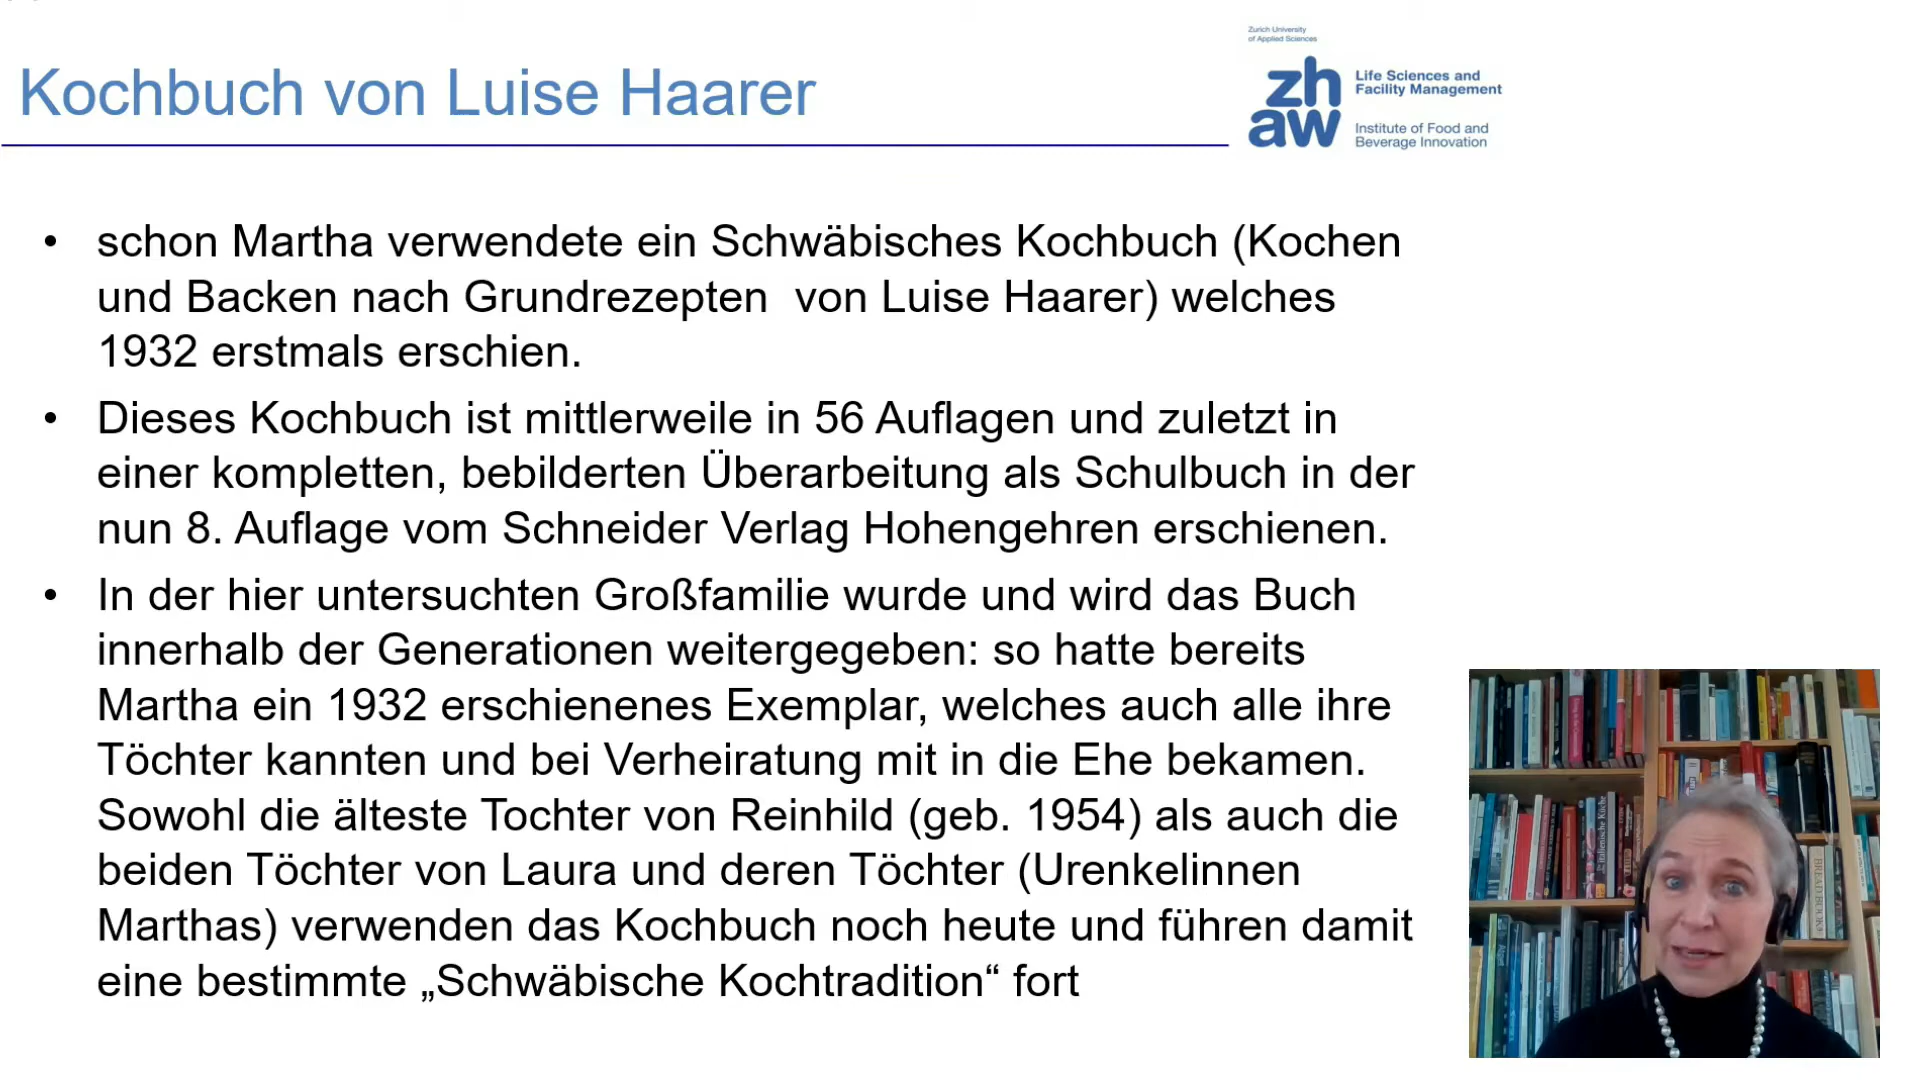 Kochbuch von Luise Haarer
Zurich University
of Applied Sciences
zh
aw
Life Sciences and
Facility Management
Institute of Food and
Beverage Innovation
• schon Martha verwendete ein Schwäbisches Kochbuch (Kochen
und Backen nach Grundrezepten  von Luise Haarer) welches
1932 erstmals erschien.
• Dieses Kochbuch ist mittlerweile in 56 Auflagen und zuletzt in
einer kompletten, bebilderten Überarbeitung als Schulbuch in der
nun 8. Auflage vom Schneider Verlag Hohengehren erschienen.
• In der hier untersuchten Großfamilie wurde und wird das Buch
innerhalb der Generationen weitergegeben: so hatte bereits
Martha ein 1932 erschienenes Exemplar, welches auch alle ihre
Töchter kannten und bei Verheiratung mit in die Ehe bekamen.
Sowohl die älteste Tochter von Reinhild (geb. 1954) als auch die
beiden Töchter von Laura und deren Töchter (Urenkelinnen
Marthas) verwenden das Kochbuch noch heute und führen damit
eine bestimmte „Schwäbische Kochtradition“ fort